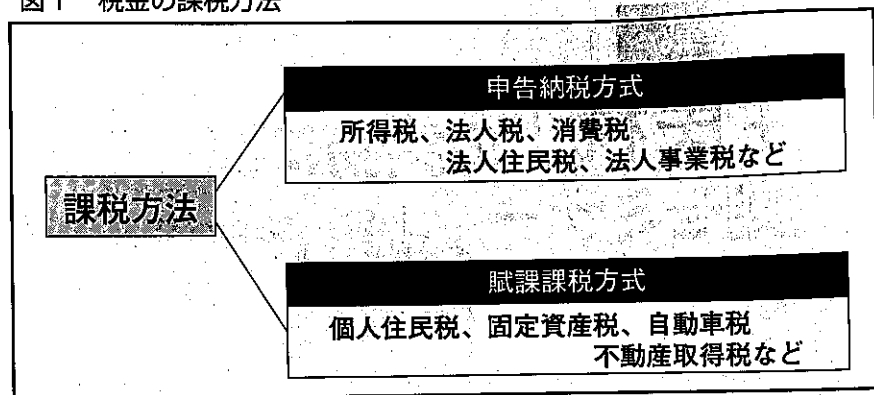 図1 税金の課税方法
申告納税方式
所得税、法人税、消費税
法人住民税、法人事業税など
課税方法
賦課課税方式
個人住民税、固定資産税、自動車税
不動産取得税など